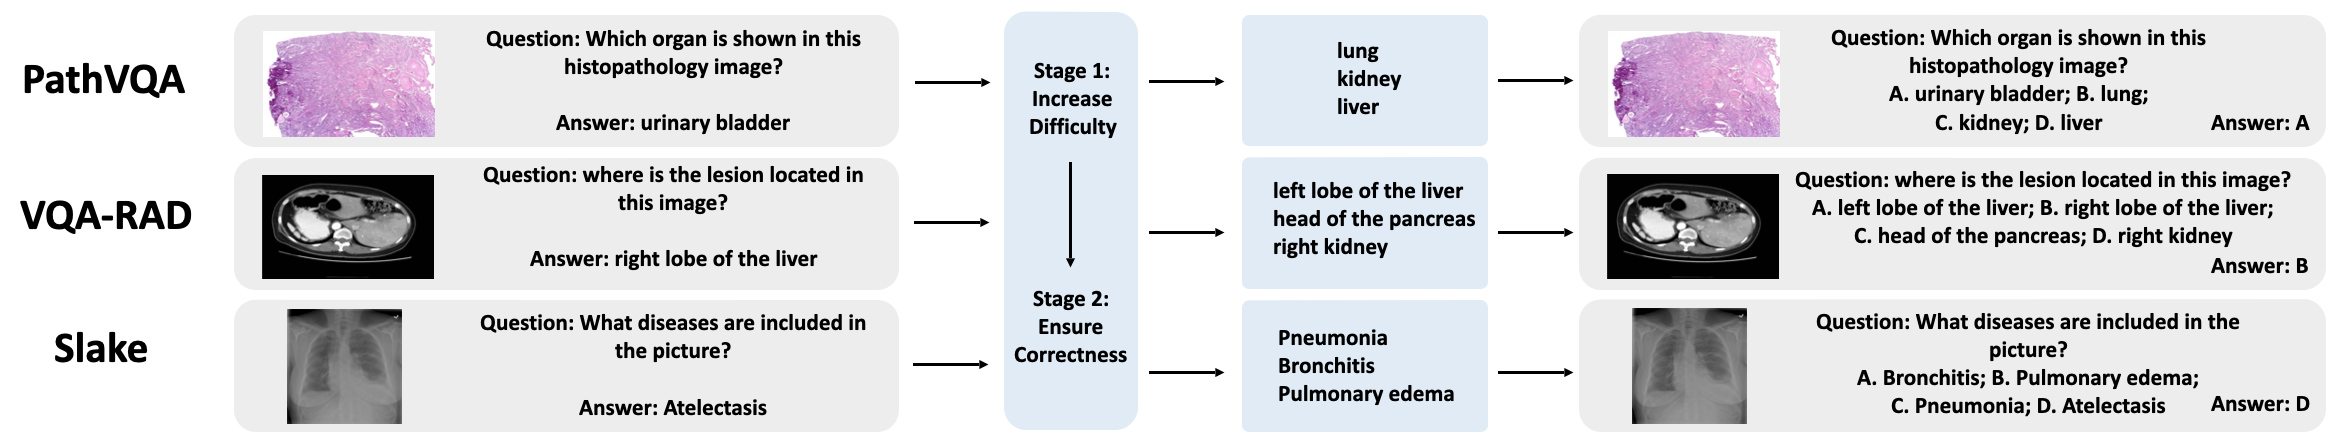 PathVQA
Question: Which organ is shown in this
histopathology image?
Answer: urinary bladder
VQA-RAD
Question: where is the lesion located in
this image?
Answer: right lobe of the liver
Slake
Question: What diseases are included in
the picture?
Answer: Atelectasis
Stage 1:
Increase
Difficulty
Stage 2:
Ensure
Correctness
lung
kidney
liver
left lobe of the liver
head of the pancreas
right kidney
Pneumonia
Bronchitis
Pulmonary edema
Question: Which organ is shown in this
histopathology image?
A. urinary bladder; B. lung;
C. kidney; D. liver
Answer: A
Question: where is the lesion located in this image?
A. left lobe of the liver; B. right lobe of the liver;
C. head of the pancreas; D. right kidney
Answer: B
Question: What diseases are included in the
picture?
A. Bronchitis; B. Pulmonary edema;
C. Pneumonia; D. Atelectasis
Answer: D